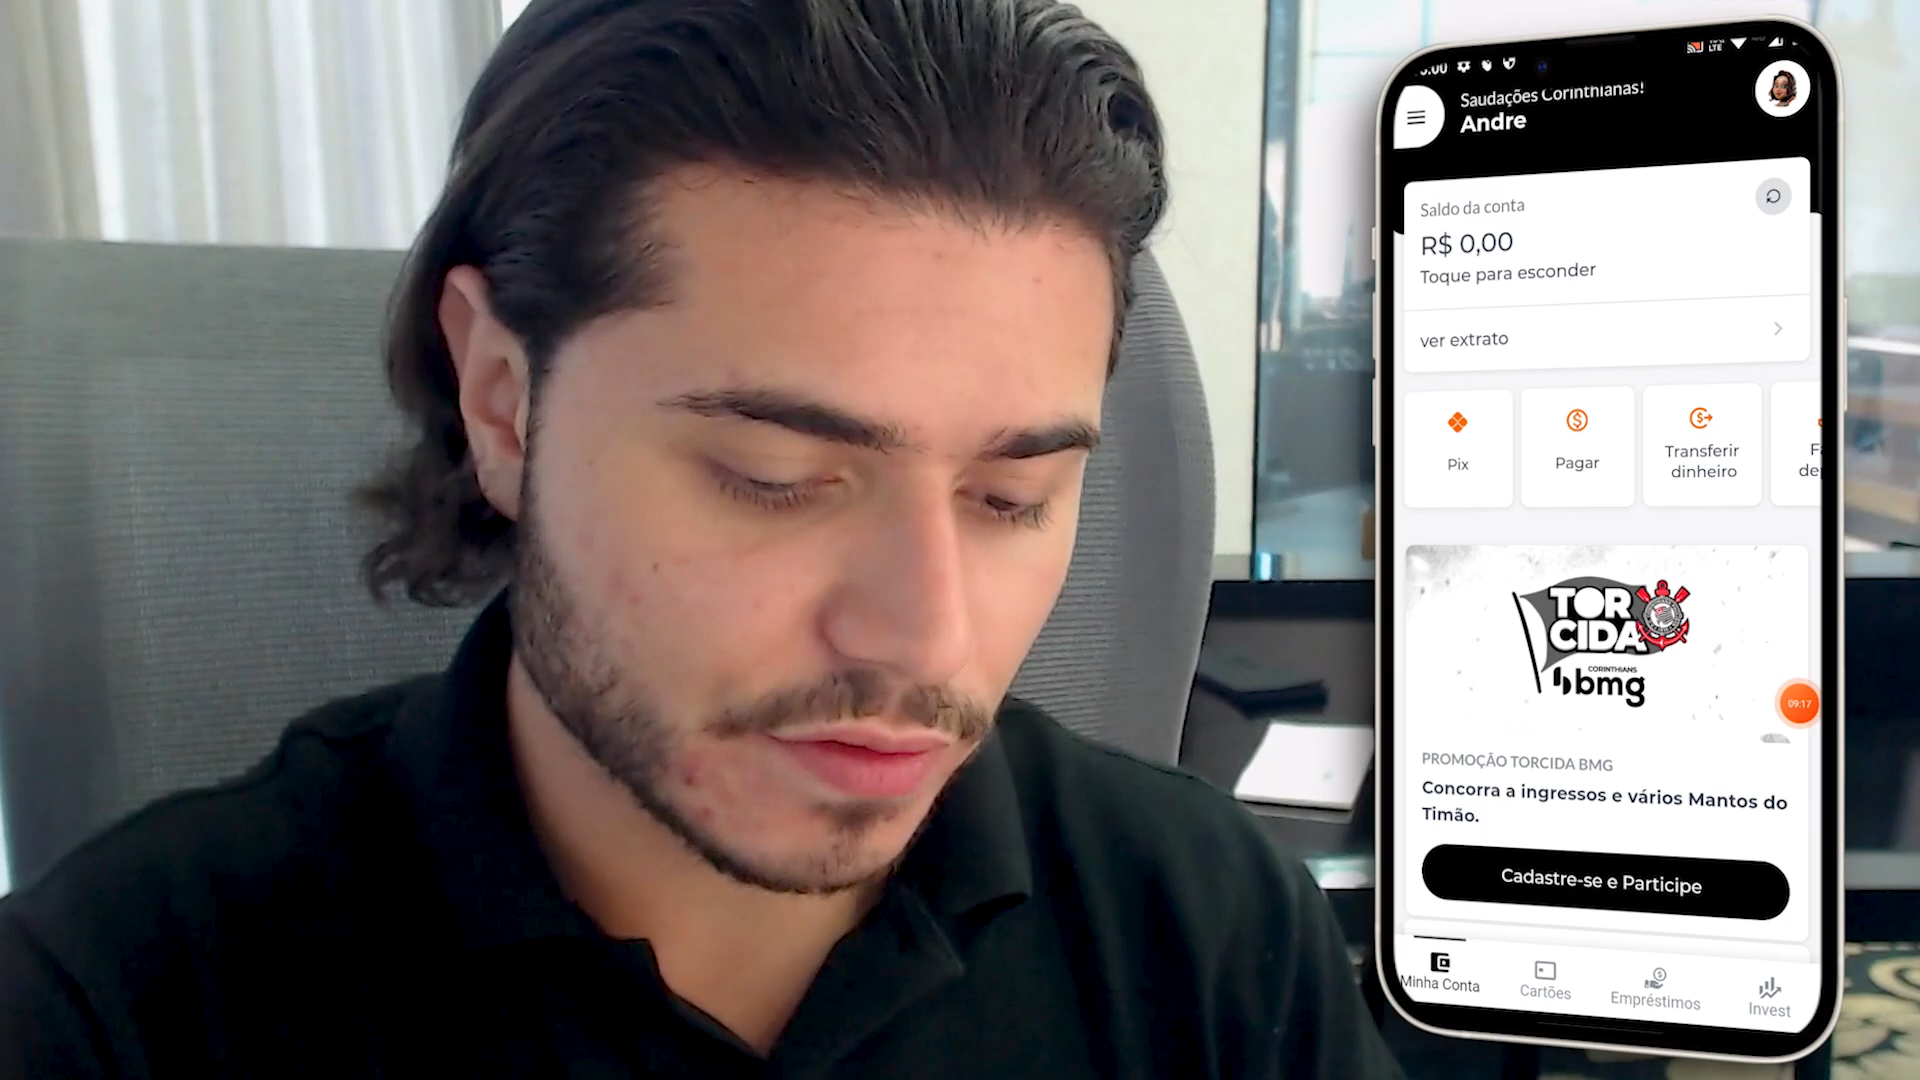 LTE
Saudações Corinthianas!
Andre
Saldo da conta
R$ 0,00
Toque para esconder
ver extrato
Pix
Pagar
Transferir
dinheiro
TOR
CIDA
CORINTHIANS
bmg
09:17
PROMOÇÃO TORCIDA BMG
Concorra a ingressos e vários Mantos do
Timão.
Cadastre-se e Participe
Minha Conta
Cartões
Empréstimos
Invest